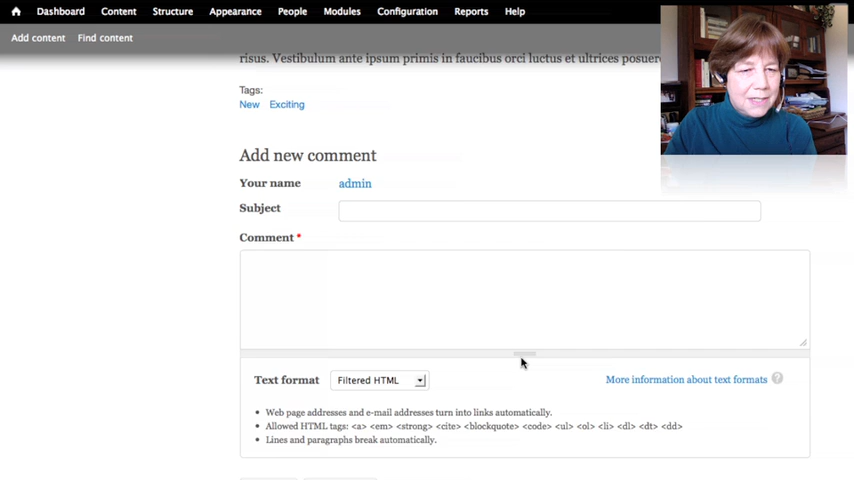 Dashboard Content Structure Appearance People Modules Configuration Reports Help
Add content Find content
risus. Vestibulum ante ipsum primis in faucibus orci luctus et ultrices posuere
Tags:
New Exciting
Add new comment
Your name admin
Subject
Comment *
Text format Filtered HTML More information about text formats ?
• Web page addresses and e-mail addresses turn into links automatically.
• Allowed HTML tags: <a> <em> <strong> <cite> <blockquote> <code> <ul> <ol> <li> <dl> <dt> <dd>
• Lines and paragraphs break automatically.